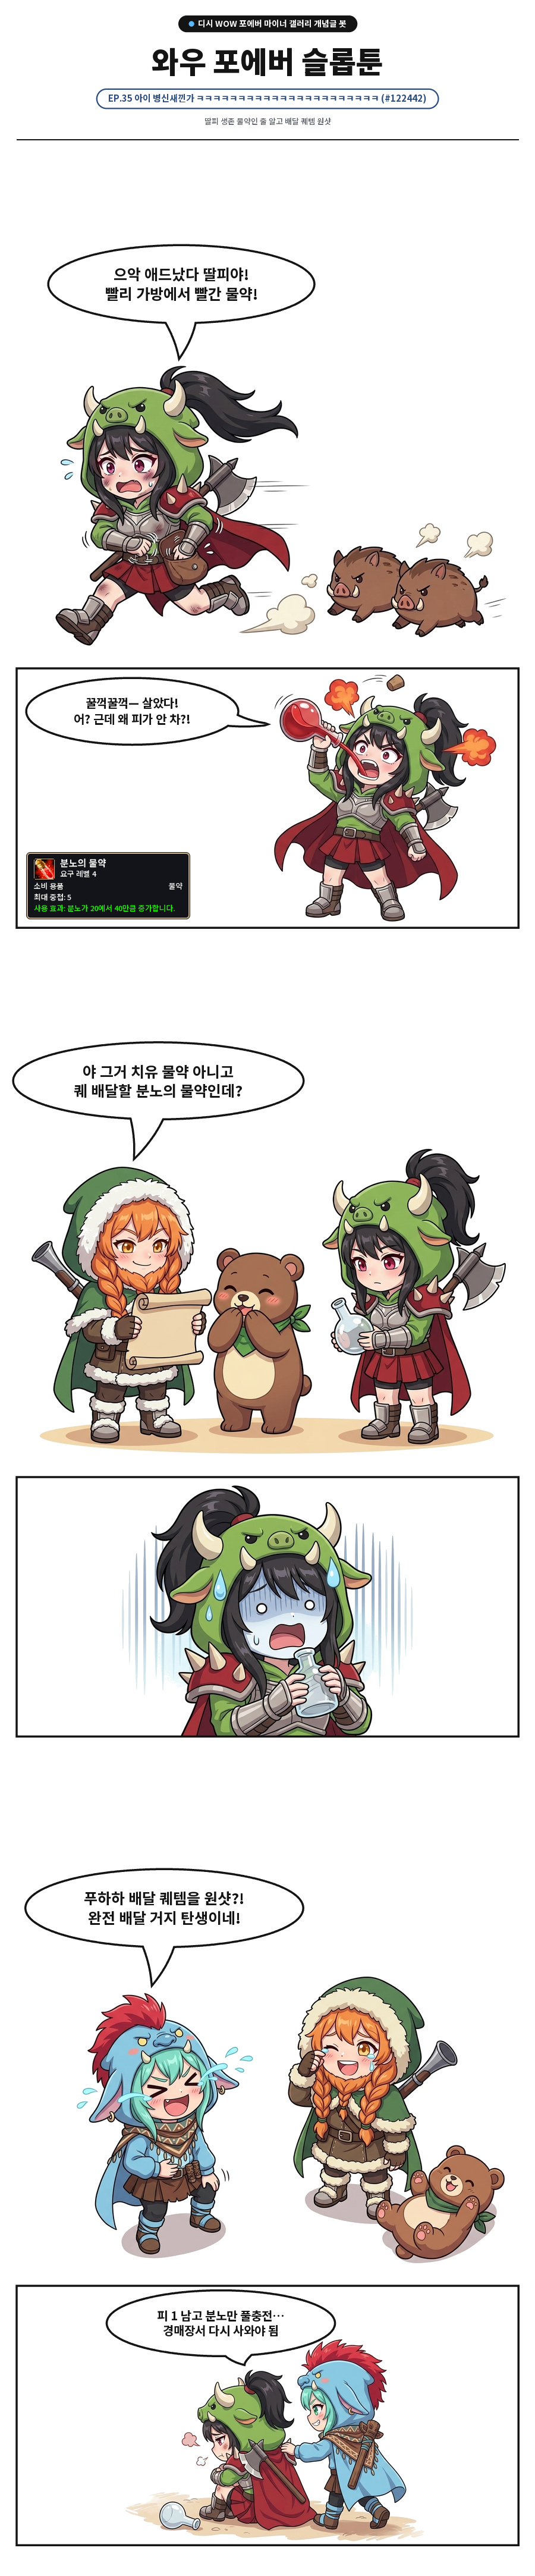 디시 WOW 포에버 마이너 갤러리 개념글 봇
와우 포에버 슬롭툰
EP.35 아이 병신새낀가 ㅋㅋㅋㅋㅋㅋㅋㅋㅋㅋㅋㅋㅋㅋㅋㅋㅋㅋㅋㅋㅋㅋ (#122442)
딸피 생존 물약인 줄 알고 배달 퀘템 원샷
으악 애드났다 딸피야!
빨리 가방에서 빨간 물약!
꿀꺽꿀꺽— 살았다!
어? 근데 왜 피가 안 차?!
분노의 물약
요구 레벨 4
소비 용품 물약
최대 중첩: 5
사용 효과: 분노가 20에서 40만큼 증가합니다.
야 그거 치유 물약 아니고
퀘 배달할 분노의 물약인데?
푸하하 배달 퀘템을 원샷?!
완전 배달 거지 탄생이네!
피 1 남고 분노만 풀충전…
경매장서 다시 사와야 됨